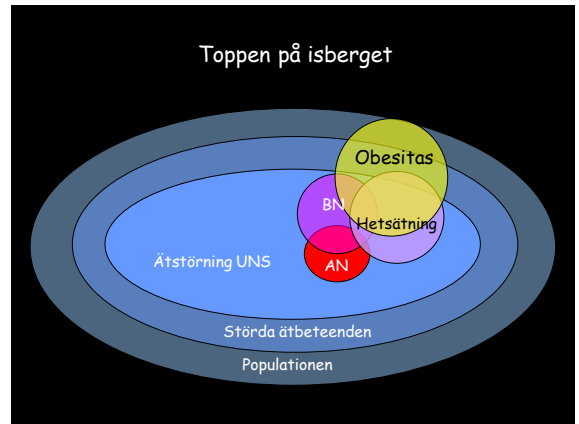 Toppen på isberget
Obesitas
BN
Hetsätning
Ätstörning UNS
AN
Störda ätbeteenden
Populationen